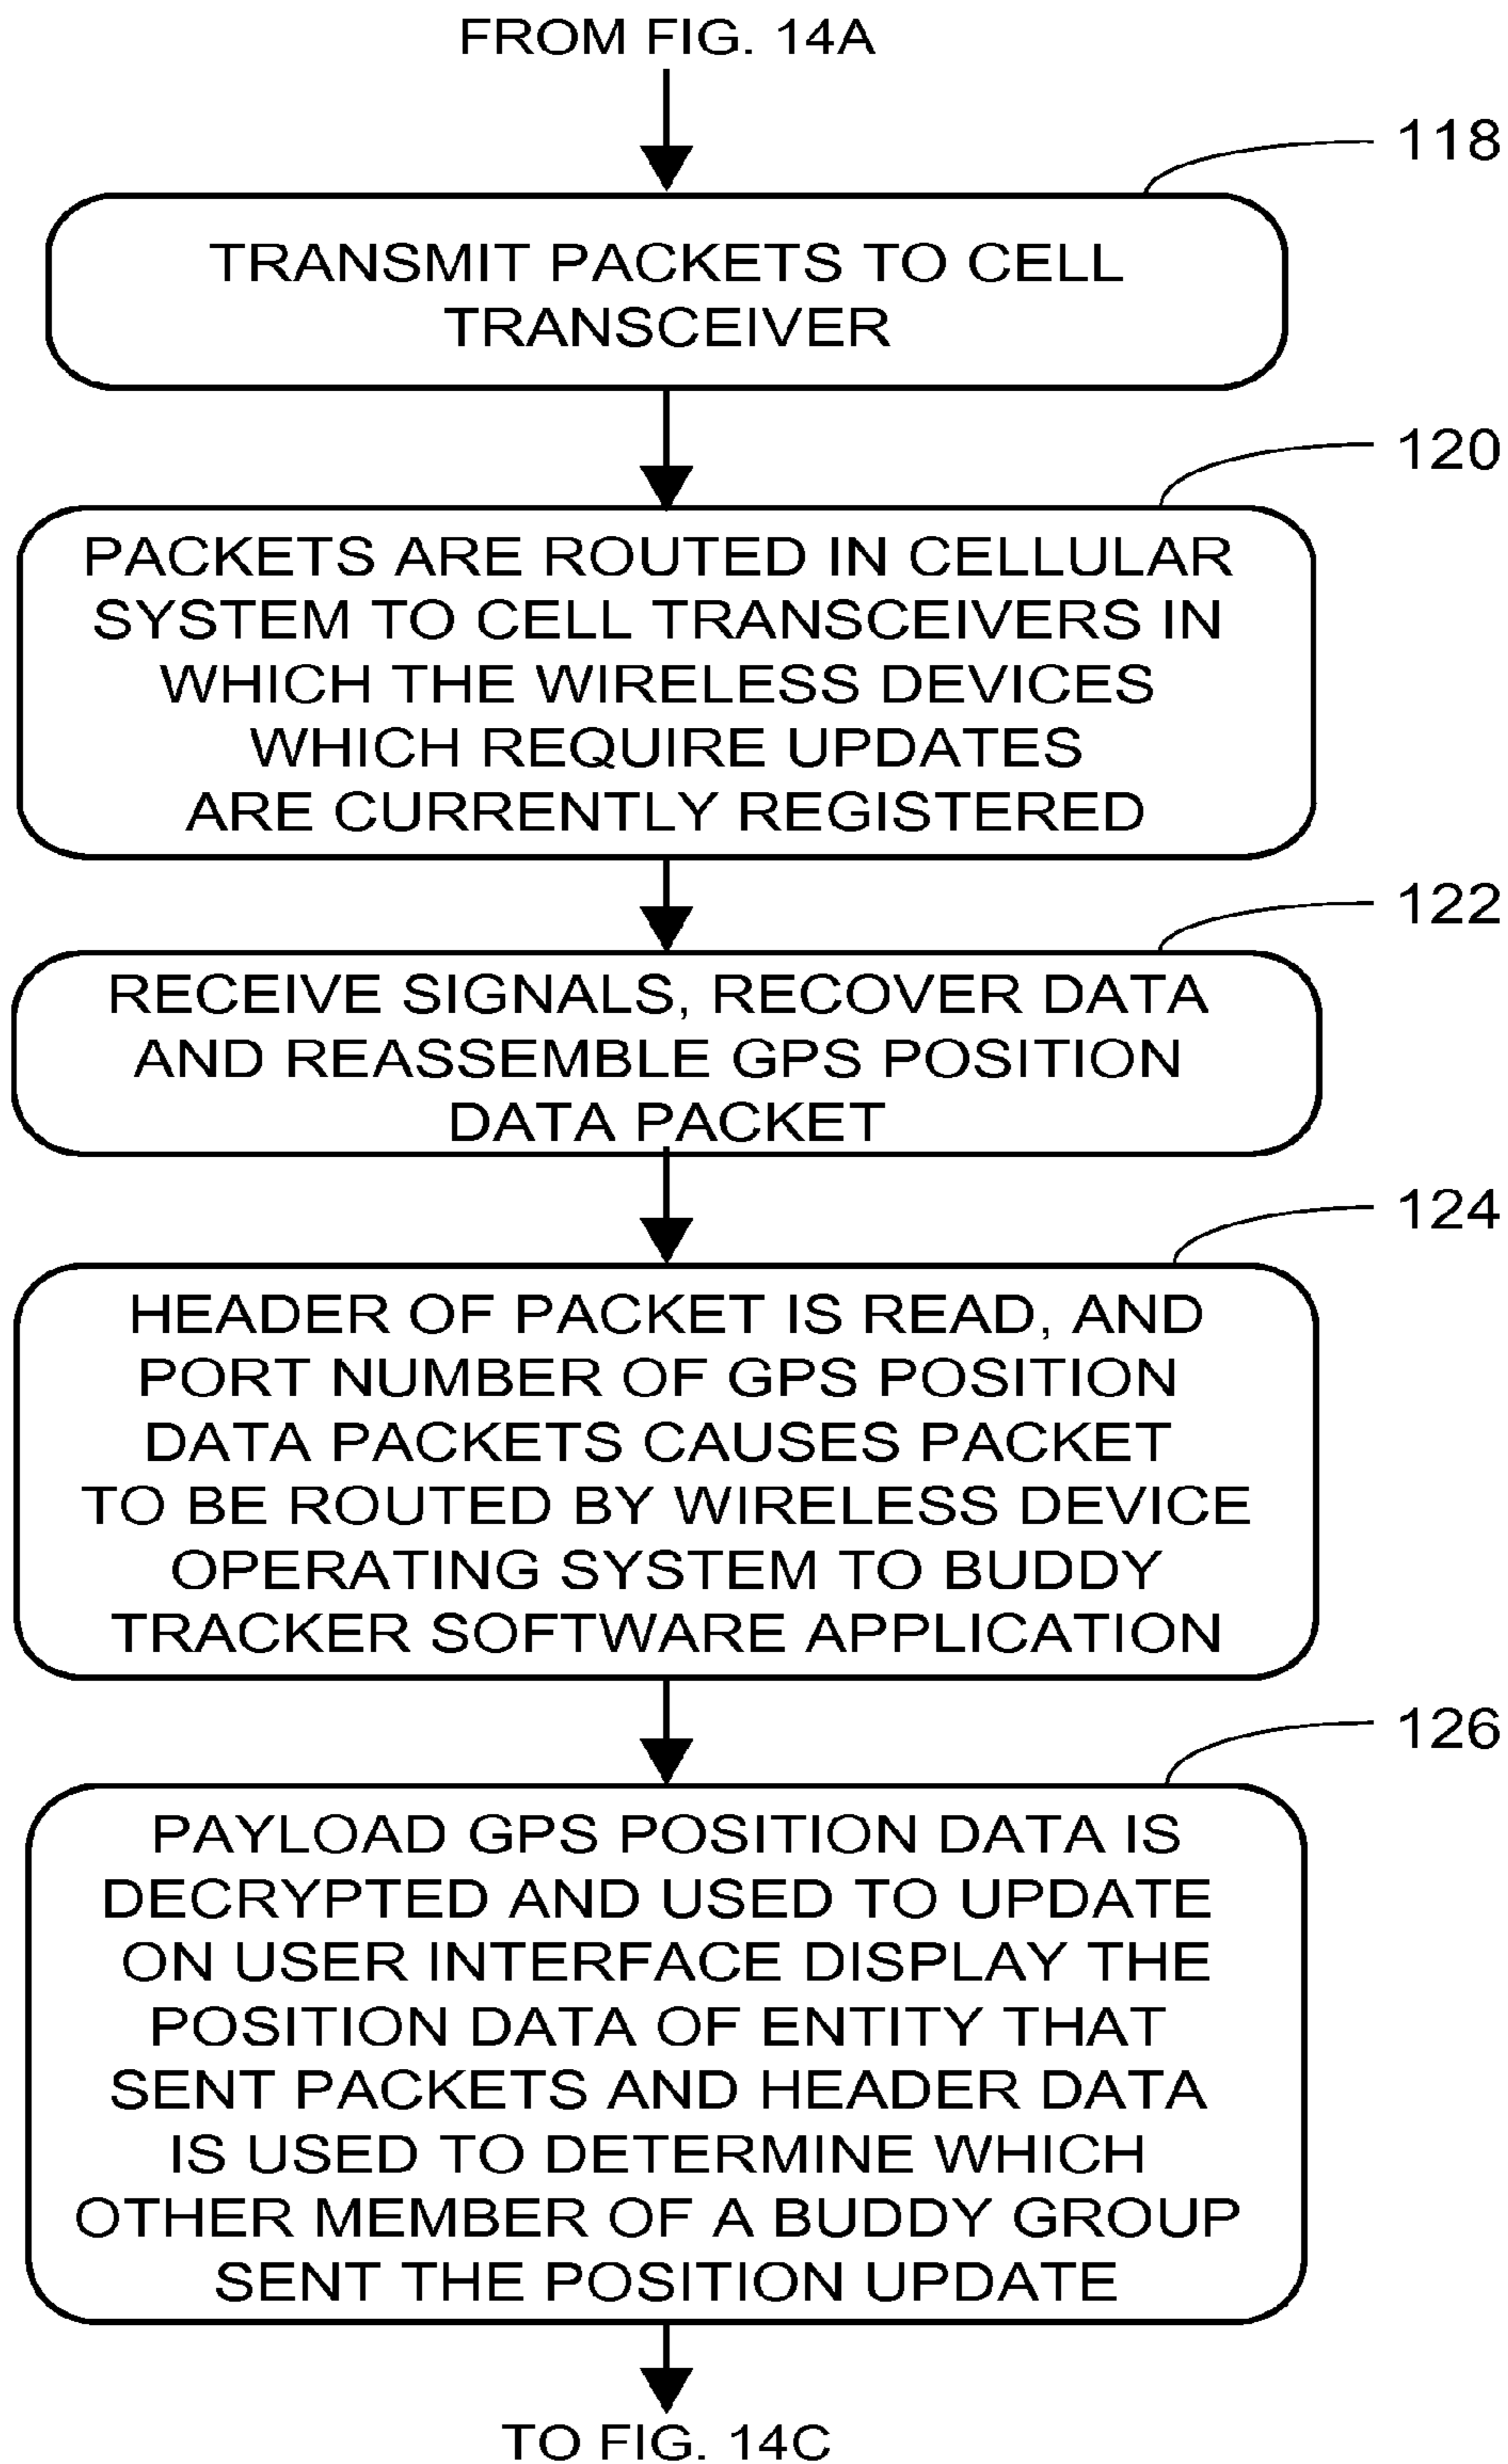 FROM FIG. 14A
118
TRANSMIT PACKETS TO CELL
TRANSCEIVER
120
PACKETS ARE ROUTED IN CELLULAR
SYSTEM TO CELL TRANSCEIVERS IN
WHICH THE WIRELESS DEVICES
WHICH REQUIRE UPDATES
ARE CURRENTLY REGISTERED
122
RECEIVE SIGNALS, RECOVER DATA
AND REASSEMBLE GPS POSITION
DATA PACKET
124
HEADER OF PACKET IS READ, AND
PORT NUMBER OF GPS POSITION
DATA PACKETS CAUSES PACKET
TO BE ROUTED BY WIRELESS DEVICE
OPERATING SYSTEM TO BUDDY
TRACKER SOFTWARE APPLICATION
126
PAYLOAD GPS POSITION DATA IS
DECRYPTED AND USED TO UPDATE
ON USER INTERFACE DISPLAY THE
POSITION DATA OF ENTITY THAT
SENT PACKETS AND HEADER DATA
IS USED TO DETERMINE WHICH
OTHER MEMBER OF A BUDDY GROUP
SENT THE POSITION UPDATE
TO FIG. 14C